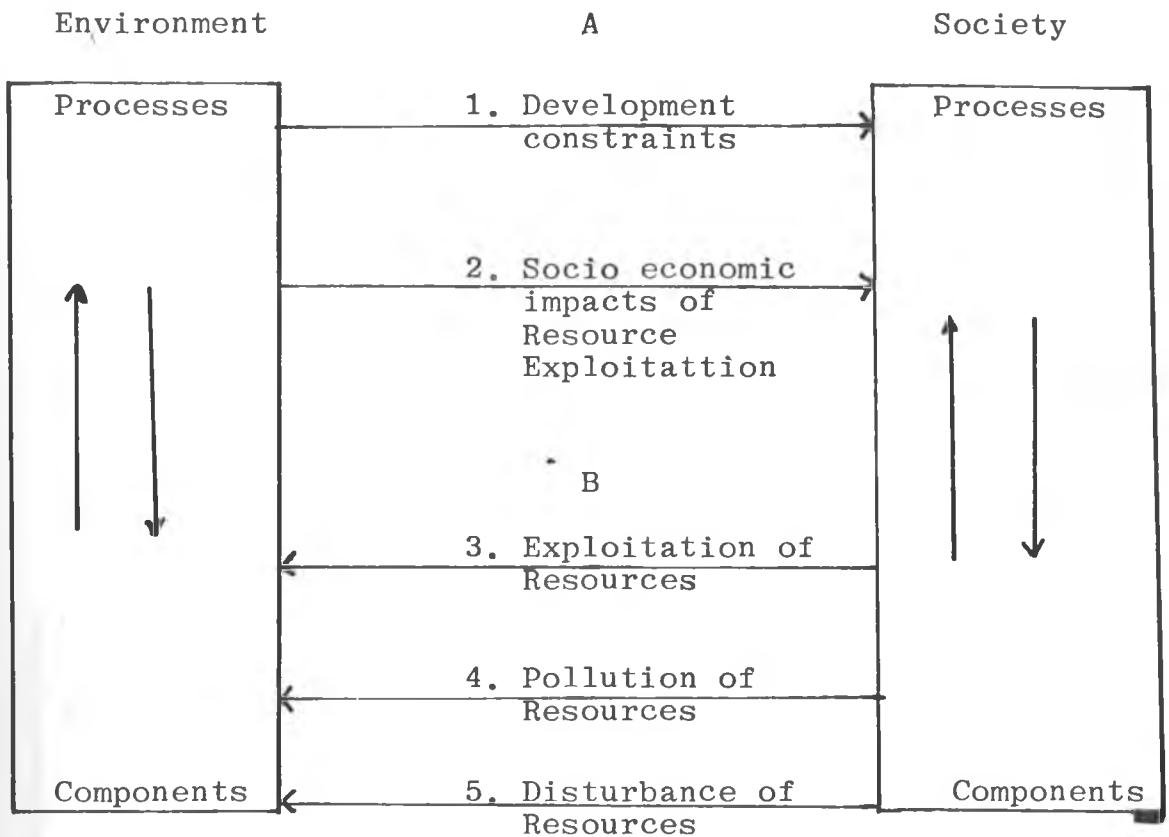 Environment A Society
Processes 1. Development Processes
constraints
2. Socio economic
impacts of
Resource
Exploitattion
B
3. Exploitation of
Resources
4. Pollution of
Resources
Components 5. Disturbance of Components
Resources